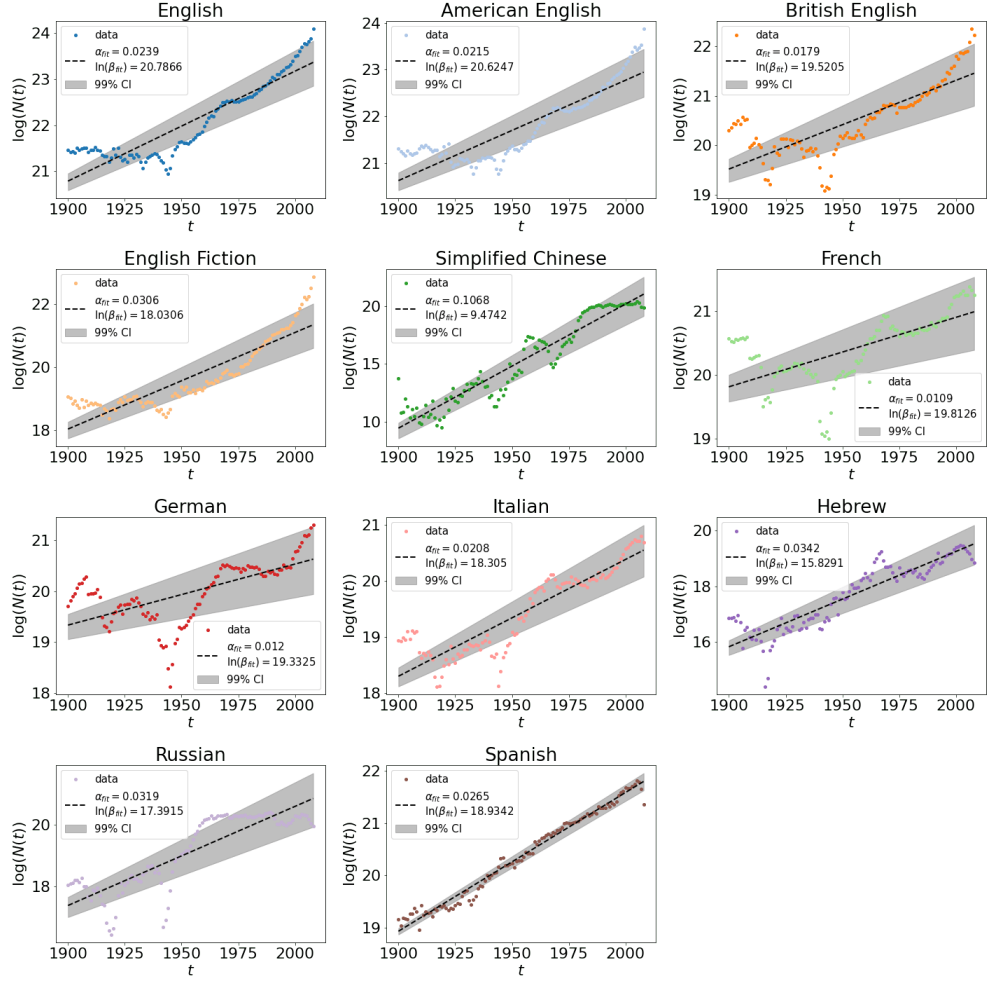 English
log(N(t))
24
23
22
21
data
α_fit = 0.0239
ln(β_fit) = 20.7866
99% CI
1900 1925 1950 1975 2000
t
American English
log(N(t))
24
23
22
21
data
α_fit = 0.0215
ln(β_fit) = 20.6247
99% CI
1900 1925 1950 1975 2000
t
British English
log(N(t))
22
21
20
19
data
α_fit = 0.0179
ln(β_fit) = 19.5205
99% CI
1900 1925 1950 1975 2000
t
English Fiction
log(N(t))
22
20
18
data
α_fit = 0.0306
ln(β_fit) = 18.0306
99% CI
1900 1925 1950 1975 2000
t
Simplified Chinese
log(N(t))
20
15
10
data
α_fit = 0.1068
ln(β_fit) = 9.4742
99% CI
1900 1925 1950 1975 2000
t
French
log(N(t))
21
20
19
data
α_fit = 0.0109
ln(β_fit) = 19.8126
99% CI
1900 1925 1950 1975 2000
t
German
log(N(t))
21
20
19
18
data
α_fit = 0.012
ln(β_fit) = 19.3325
99% CI
1900 1925 1950 1975 2000
t
Italian
log(N(t))
21
20
19
18
data
α_fit = 0.0208
ln(β_fit) = 18.305
99% CI
1900 1925 1950 1975 2000
t
Hebrew
log(N(t))
20
18
16
data
α_fit = 0.0342
ln(β_fit) = 15.8291
99% CI
1900 1925 1950 1975 2000
t
Russian
log(N(t))
20
18
data
α_fit = 0.0319
ln(β_fit) = 17.3915
99% CI
1900 1925 1950 1975 2000
t
Spanish
log(N(t))
22
21
20
19
data
α_fit = 0.0265
ln(β_fit) = 18.9342
99% CI
1900 1925 1950 1975 2000
t